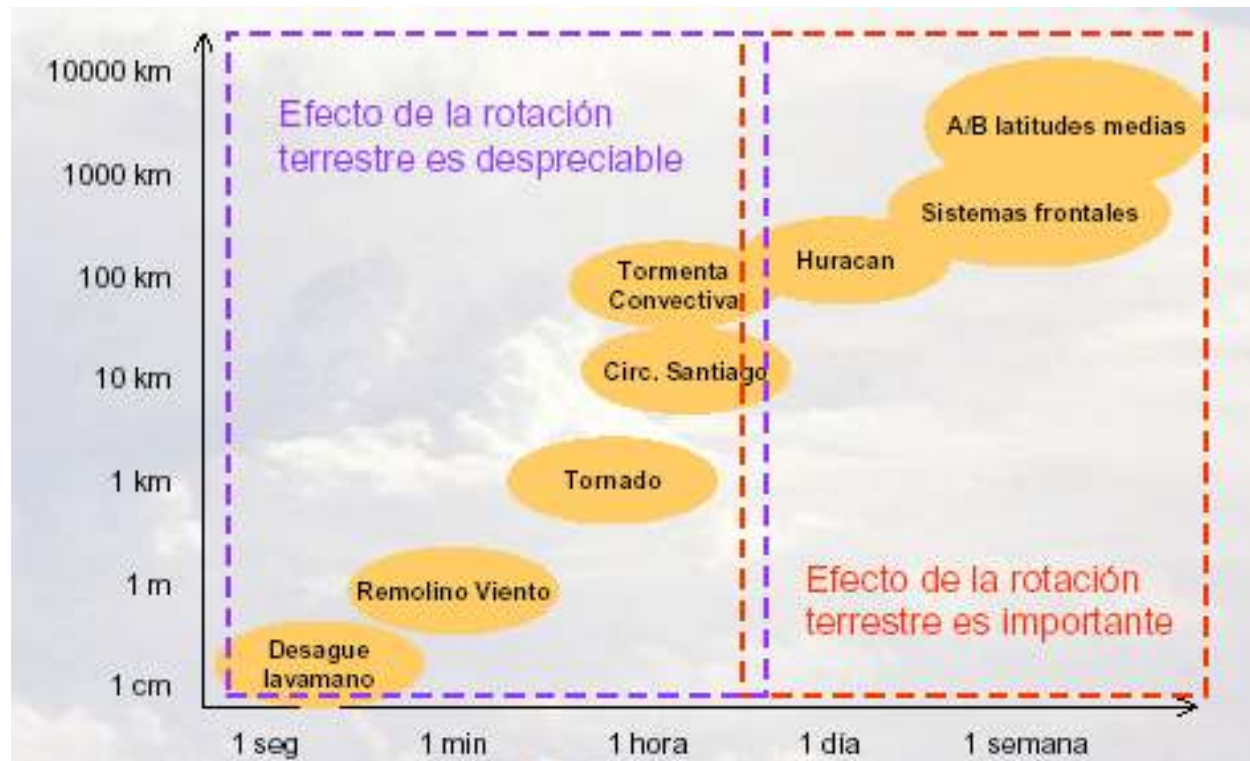 10000 km
1000 km
100 km
10 km
1 km
1 m
1 cm
Efecto de la rotación
terrestre es despreciable
A/B latitudes medias
Sistemas frontales
Huracan
Tormenta
Convectiva
Circ. Santiago
Tornado
Remolino Viento
Desague
lavamano
Efecto de la rotación
terrestre es importante
1 seg
1 min
1 hora
1 día
1 semana